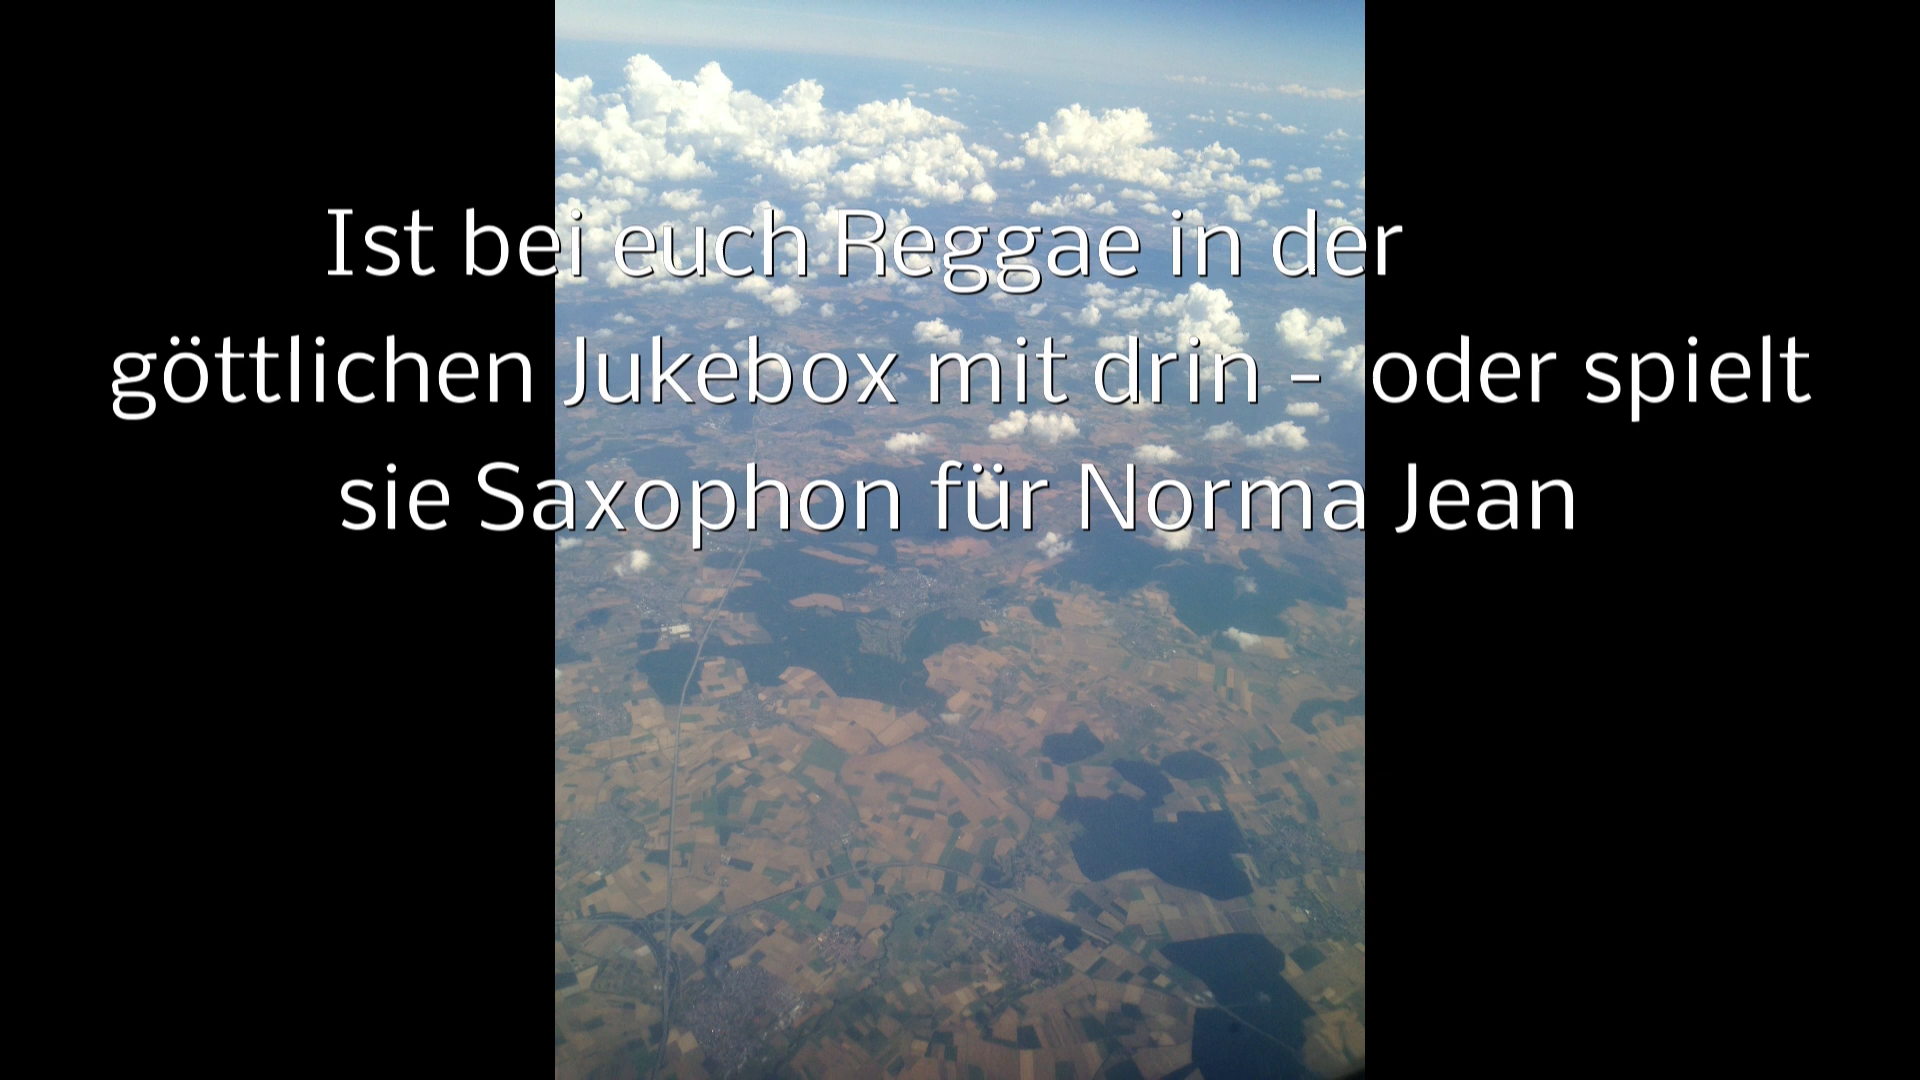 Ist bei euch Reggae in der
göttlichen Jukebox mit drin - oder spielt
sie Saxophon für Norma Jean